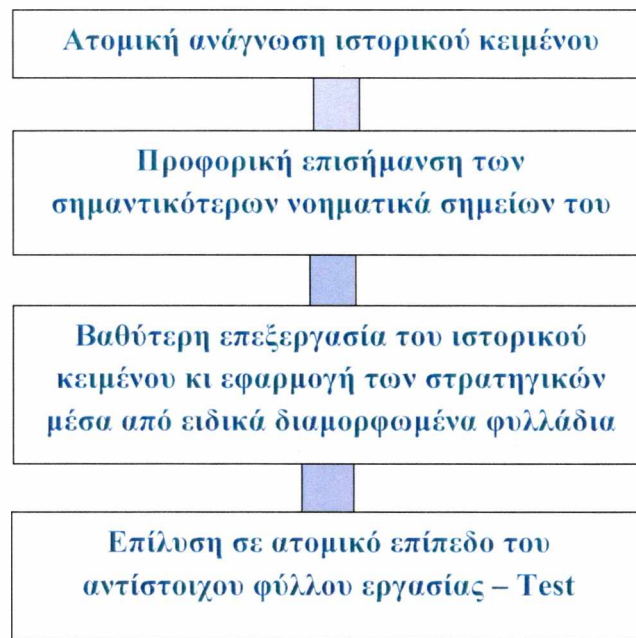 Ατομική ανάγνωση ιστορικού κειμένου
Προφορική επισήμανση των
σημαντικότερων νοηματικά σημείων του
Βαθύτερη επεξεργασία του ιστορικού
κειμένου κι εφαρμογή των στρατηγικών
μέσα από ειδικά διαμορφωμένα φυλλάδια
Επίλυση σε ατομικό επίπεδο του
αντίστοιχου φύλλου εργασίας – Test